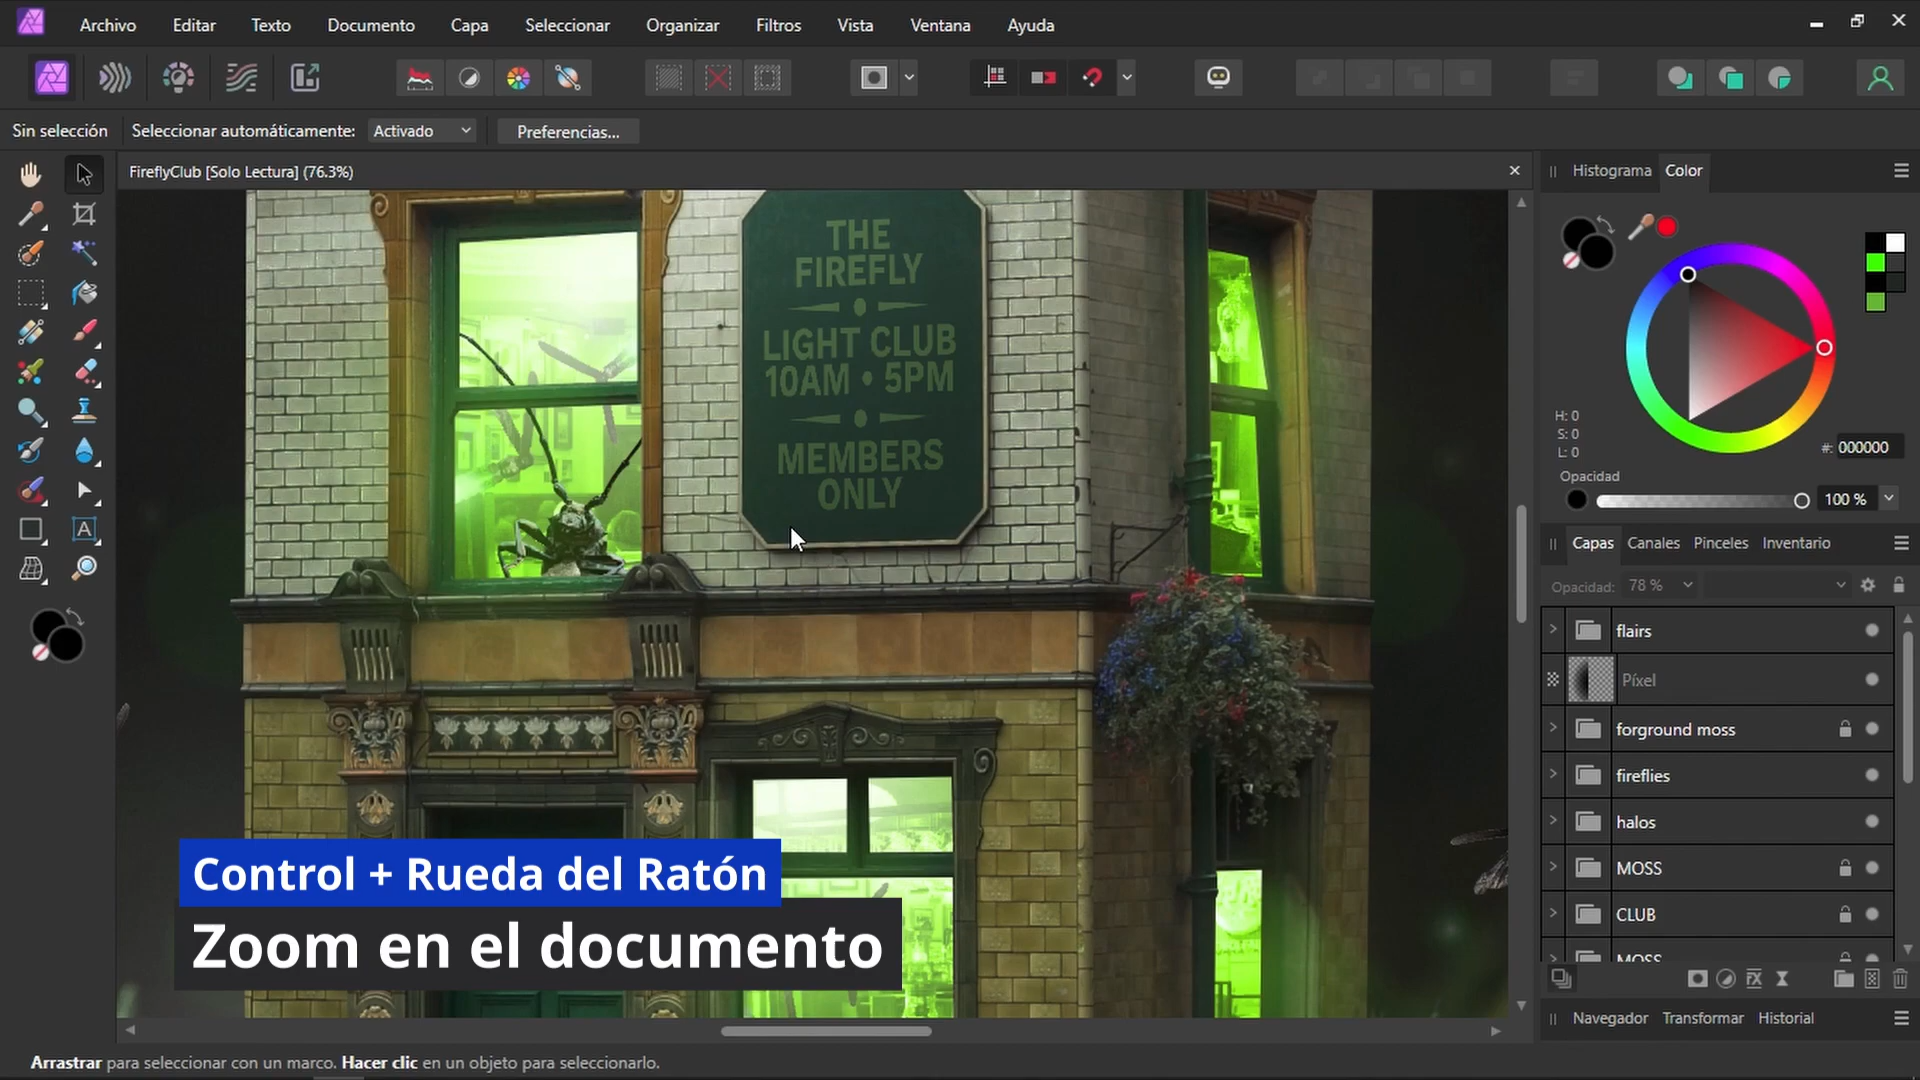 Archivo Editar Texto Documento Capa Seleccionar Organizar Filtros Vista Ventana Ayuda
Sin selección Seleccionar automáticamente: Activado Preferencias...
FireflyClub [Solo Lectura] (76.3%)
Histograma Color
THE
FIREFLY
LIGHT CLUB
10AM • 5PM
MEMBERS
ONLY
H: 0
S: 0
L: 0
#: 000000
Opacidad
100 %
Capas Canales Pinceles Inventario
Opacidad: 78 %
flairs
Píxel
forground moss
fireflies
halos
MOSS
CLUB
MOSS
Control + Rueda del Ratón
Zoom en el documento
Navegador Transformar Historial
Arrastrar para seleccionar con un marco. Hacer clic en un objeto para seleccionarlo.